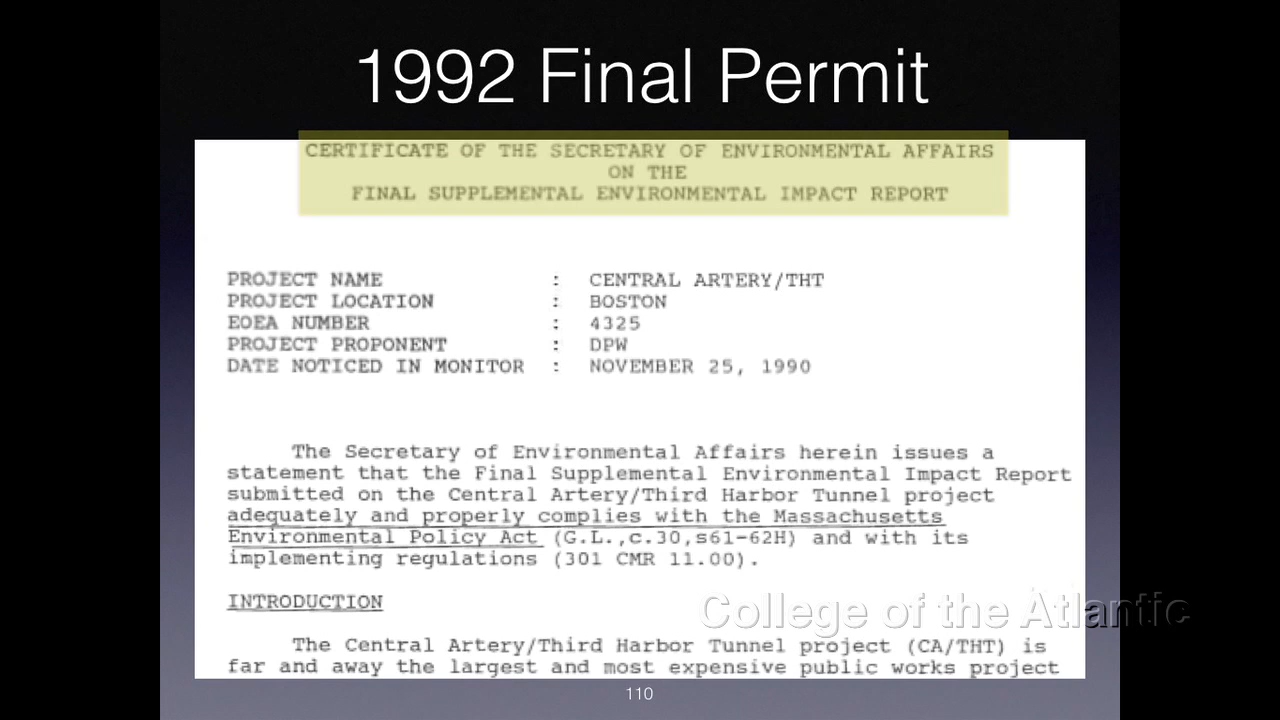 1992 Final Permit
CERTIFICATE OF THE SECRETARY OF ENVIRONMENTAL AFFAIRS
ON THE
FINAL SUPPLEMENTAL ENVIRONMENTAL IMPACT REPORT
PROJECT NAME : CENTRAL ARTERY/THT
PROJECT LOCATION : BOSTON
EOEA NUMBER : 4325
PROJECT PROPONENT : DPW
DATE NOTICED IN MONITOR : NOVEMBER 25, 1990
The Secretary of Environmental Affairs herein issues a
statement that the Final Supplemental Environmental Impact Report
submitted on the Central Artery/Third Harbor Tunnel project
adequately and properly complies with the Massachusetts
Environmental Policy Act (G.L.,c.30,s61-62H) and with its
implementing regulations (301 CMR 11.00).
INTRODUCTION
College of the Atlantic
The Central Artery/Third Harbor Tunnel project (CA/THT) is
far and away the largest and most expensive public works project
110